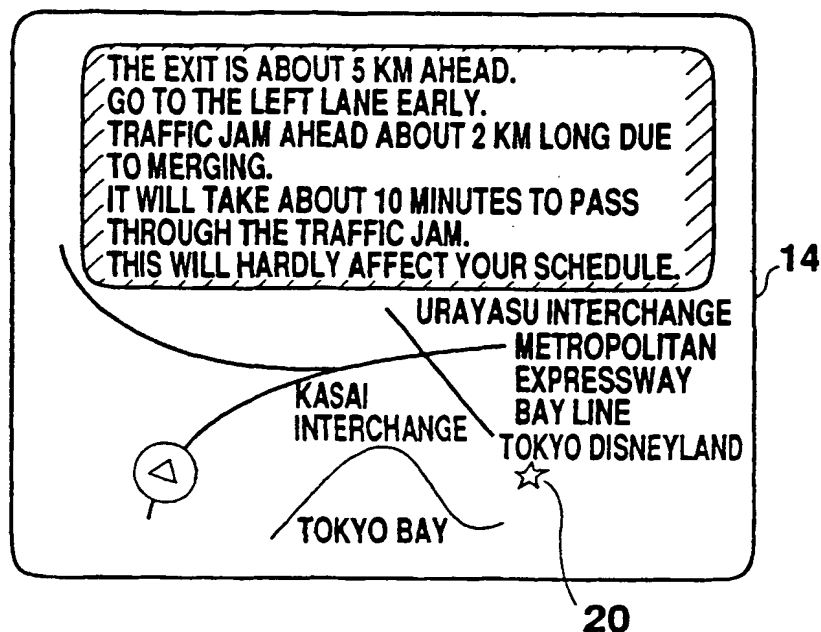 THE EXIT IS ABOUT 5 KM AHEAD.
GO TO THE LEFT LANE EARLY.
TRAFFIC JAM AHEAD ABOUT 2 KM LONG DUE
TO MERGING.
IT WILL TAKE ABOUT 10 MINUTES TO PASS
THROUGH THE TRAFFIC JAM.
THIS WILL HARDLY AFFECT YOUR SCHEDULE.
14
URAYASU INTERCHANGE
METROPOLITAN
EXPRESSWAY
BAY LINE
KASAI
INTERCHANGE
TOKYO DISNEYLAND
TOKYO BAY
20